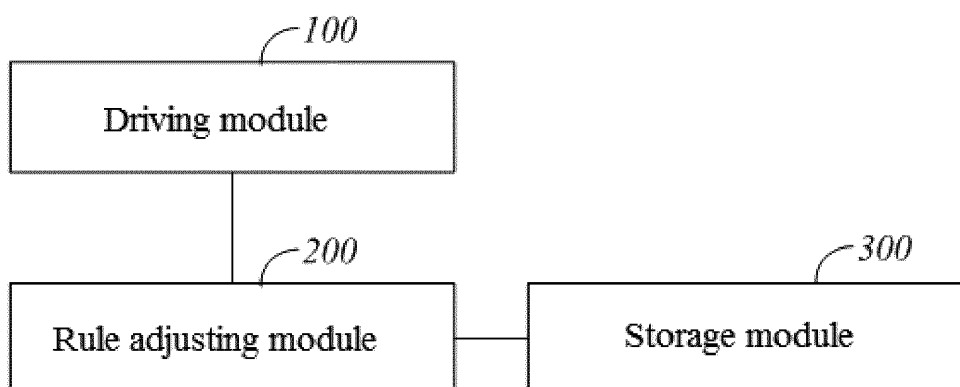 100
Driving module
200
300
Rule adjusting module
Storage module